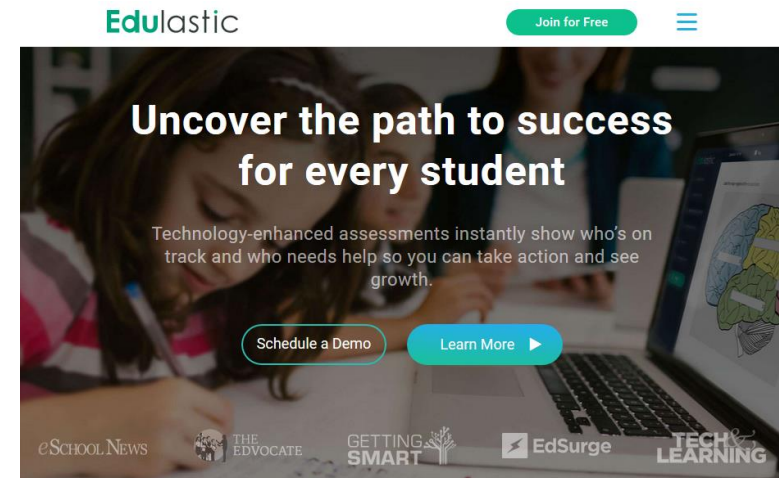 Edulastic
Join for Free
Uncover the path to success
for every student
Technology-enhanced assessments instantly show who's on
track and who needs help so you can take action and see
growth.
Schedule a Demo
Learn More
eSCHOOL NEWS
THE
EDVOCATE
GETTING
SMART
EdSurge
TECH&
LEARNING